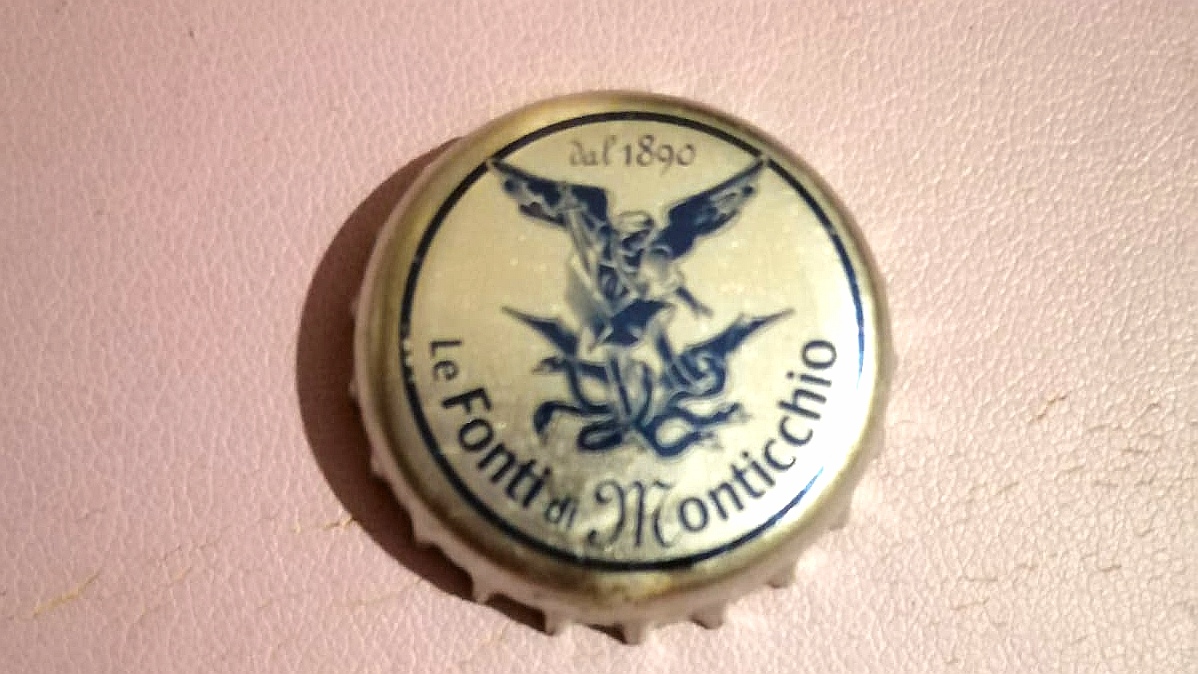 dal 1890
Le Fonti di Monticchio